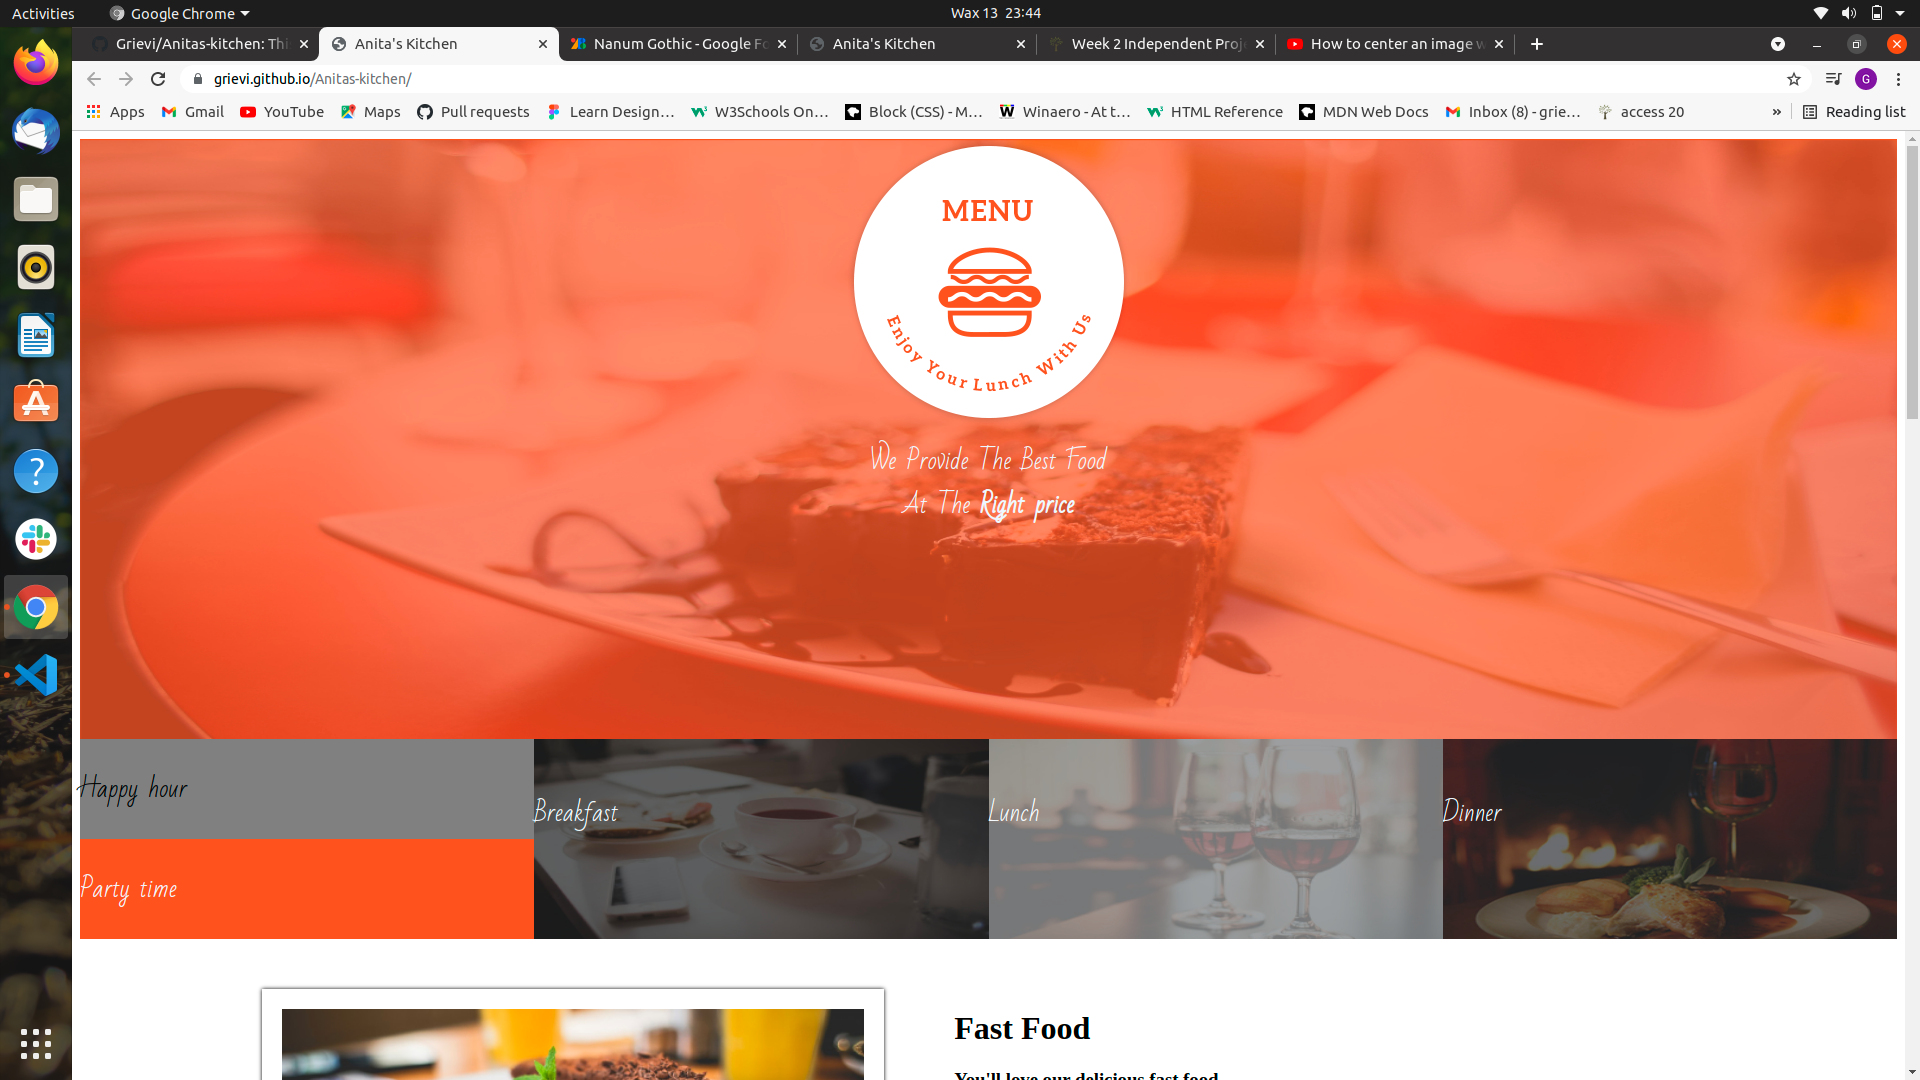 Activities
Google Chrome
Wax 13 23:44
Grievi/Anitas-kitchen: Thi
Anita's Kitchen
Nanum Gothic - Google Fo
Anita's Kitchen
Week 2 Independent Proj
How to center an image w
grievi.github.io/Anitas-kitchen/
G
Apps
Gmail
YouTube
Maps
Pull requests
Learn Design…
W3Schools On…
Block (CSS) - M…
Winaero - At t…
HTML Reference
MDN Web Docs
Inbox (8) - grie…
access 20
»
Reading list
MENU
Enjoy Your Lunch With Us
We Provide The Best Food
At The Right price
Happy hour
Party time
Breakfast
Lunch
Dinner
Fast Food
You'll love our delicious fast food